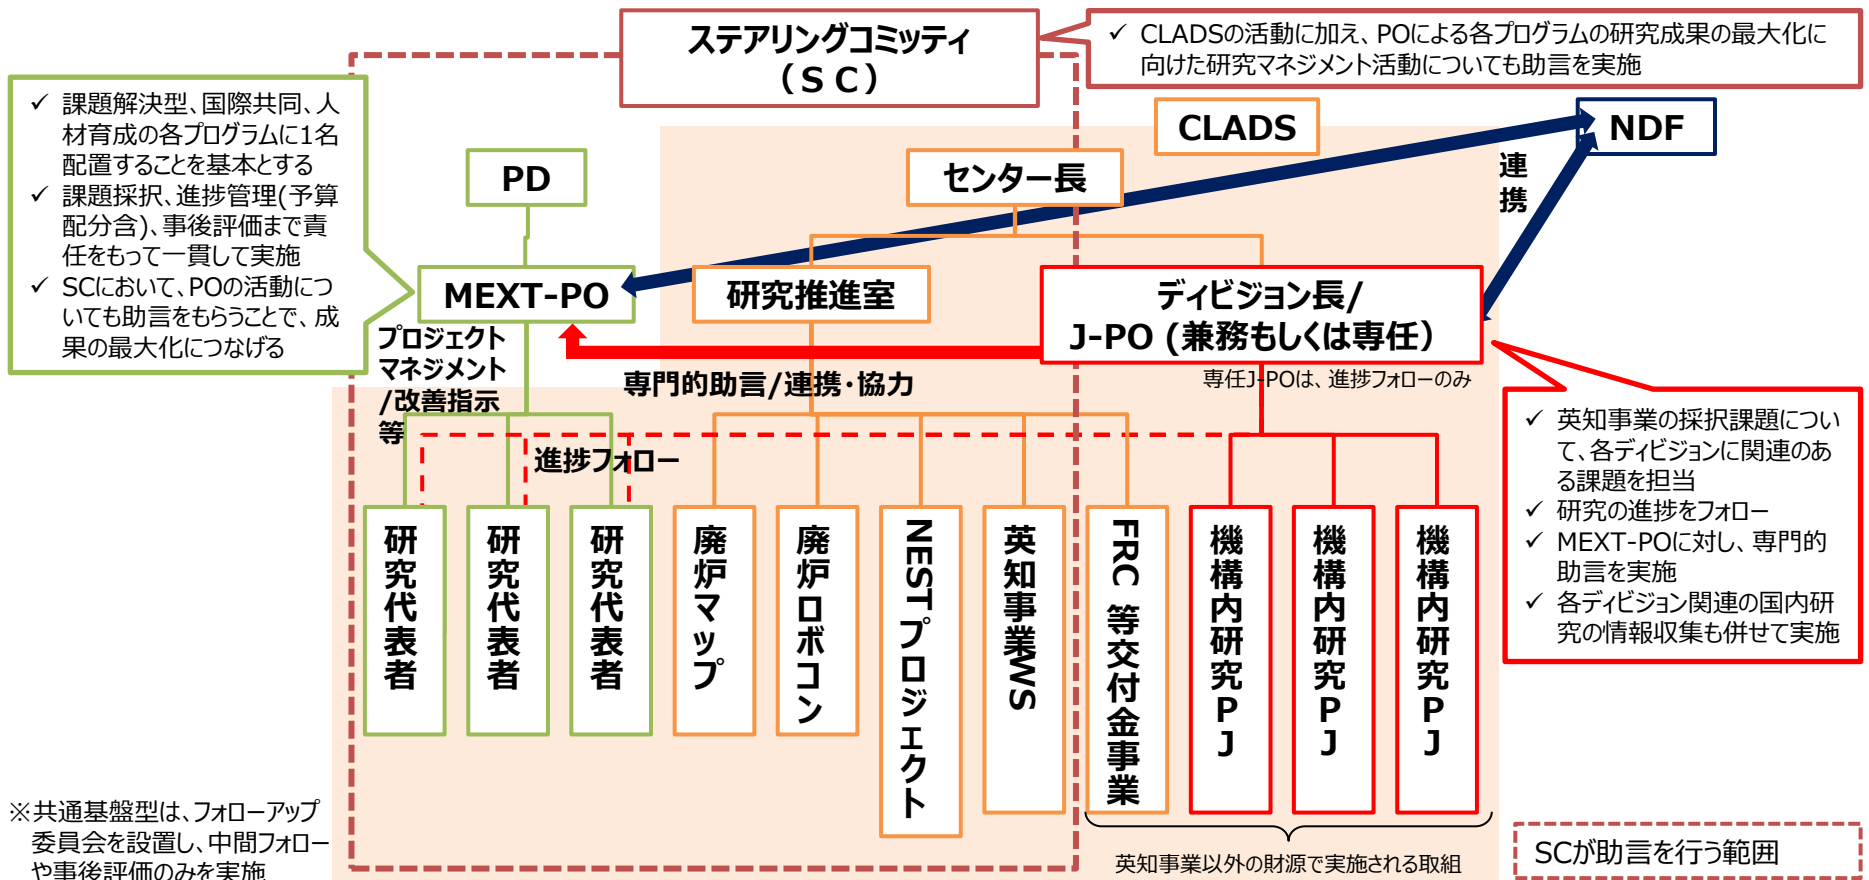 ステアリングコミッティ
(SC)
✓ CLADSの活動に加え、POによる各プログラムの研究成果の最大化に
向けた研究マネジメント活動についても助言を実施
✓ 課題解決型、国際共同、人
材育成の各プログラムに1名
配置することを基本とする
✓ 課題採択、進捗管理(予算
配分含)、事後評価まで責
任をもって一貫して実施
✓ SCにおいて、POの活動につ
いても助言をもらうことで、成
果の最大化につなげる
CLADS
NDF
連携
PD
センター長
MEXT-PO
研究推進室
ディビジョン長/
J-PO (兼務もしくは専任)
プロジェクト
マネジメント
/改善指示
等
専門的助言/連携・協力
専任J-POは、進捗フォローのみ
進捗フォロー
✓ 英知事業の採択課題につい
て、各ディビジョンに関連のあ
る課題を担当
✓ 研究の進捗をフォロー
✓ MEXT-POに対し、専門的
助言を実施
✓ 各ディビジョン関連の国内研
究の情報収集も併せて実施
研究代表者
研究代表者
研究代表者
廃炉マップ
廃炉ロボコン
NESTプロジェクト
英知事業WS
FRC 等交付金事業
機構内研究PJ
機構内研究PJ
機構内研究PJ
※共通基盤型は、フォローアップ
委員会を設置し、中間フォロー
や事後評価のみを実施
英知事業以外の財源で実施される取組
SCが助言を行う範囲